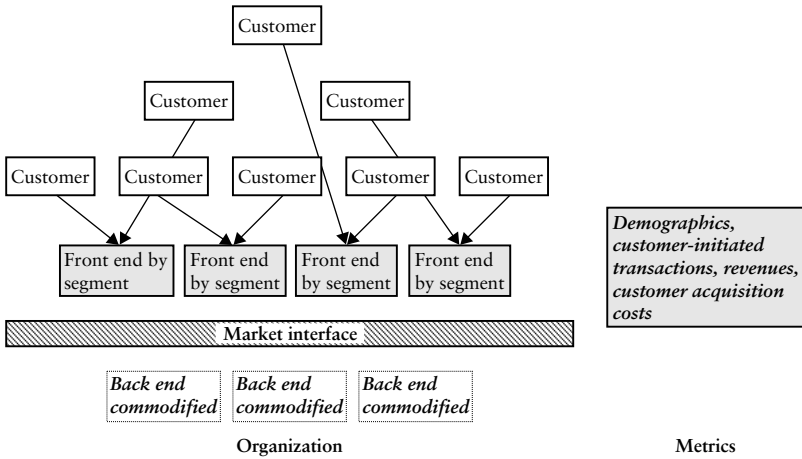 Customer
Customer
Customer
Customer
Customer
Customer
Customer
Customer
Front end by
segment
Front end
by segment
Front end
by segment
Front end
by segment
Demographics,
customer-initiated
transactions, revenues,
customer acquisition
costs
Market interface
Back end
commodified
Back end
commodified
Back end
commodified
Organization
Metrics